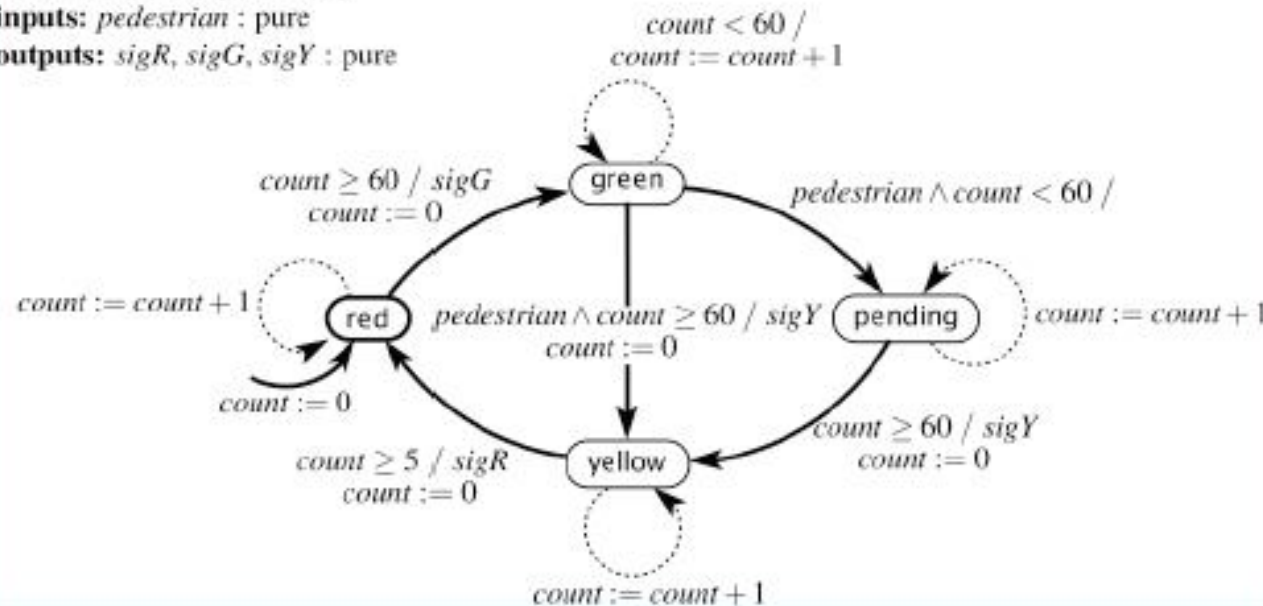 inputs: pedestrian : pure
outputs: sigR, sigG, sigY : pure
count < 60 /
count := count + 1
count ≥ 60 / sigG
count := 0
green
pedestrian ∧ count < 60 /
count := count + 1
red
pedestrian ∧ count ≥ 60 / sigY
count := 0
pending
count := count + 1
count := 0
count ≥ 5 / sigR
count := 0
yellow
count ≥ 60 / sigY
count := 0
count := count + 1